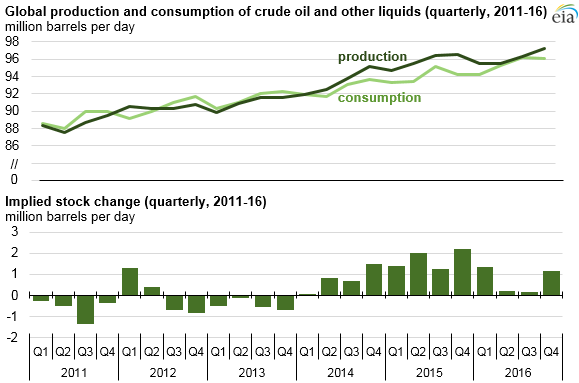 Global production and consumption of crude oil and other liquids (quarterly, 2011-16)
million barrels per day
eia
98
96
94
92
90
88
86
//
0
production
consumption
Implied stock change (quarterly, 2011-16)
million barrels per day
3
2
1
0
-1
-2
Q1 Q2 Q3 Q4 Q1 Q2 Q3 Q4 Q1 Q2 Q3 Q4 Q1 Q2 Q3 Q4 Q1 Q2 Q3 Q4 Q1 Q2 Q3 Q4
2011 2012 2013 2014 2015 2016